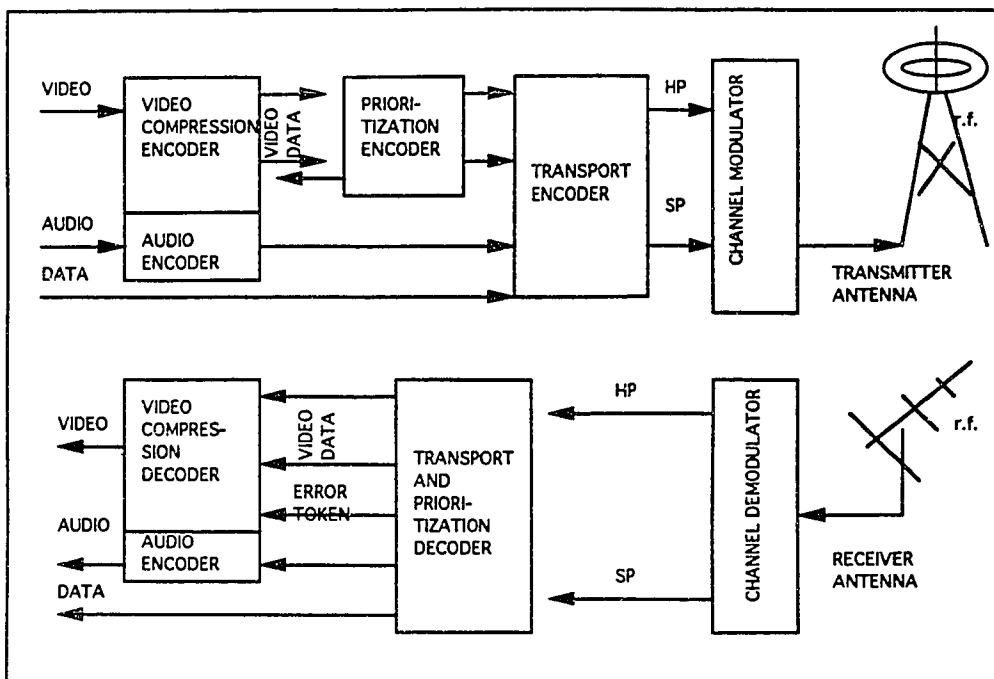 VIDEO
VIDEO
COMPRESSION
ENCODER
VIDEO
DATA
PRIORI-
TIZATION
ENCODER
TRANSPORT
ENCODER
HP
SP
CHANNEL MODULATOR
r.f.
AUDIO
AUDIO
ENCODER
DATA
TRANSMITTER
ANTENNA
VIDEO
VIDEO
COMPRES-
SION
DECODER
VIDEO
DATA
ERROR
TOKEN
TRANSPORT
AND
PRIORI-
TIZATION
DECODER
HP
SP
CHANNEL DEMODULATOR
r.f.
AUDIO
AUDIO
ENCODER
DATA
RECEIVER
ANTENNA